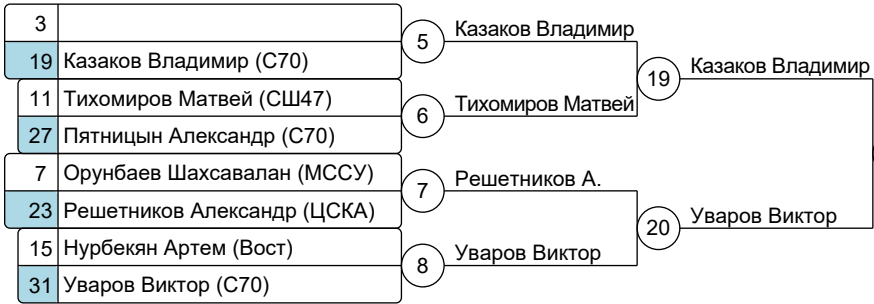 3
19 Казаков Владимир (С70)
5 Казаков Владимир
11 Тихомиров Матвей (СШ47)
27 Пятницын Александр (С70)
6 Тихомиров Матвей
19 Казаков Владимир
7 Орунбаев Шахсавалан (МССУ)
23 Решетников Александр (ЦСКА)
7 Решетников А.
15 Нурбекян Артем (Вост)
31 Уваров Виктор (С70)
8 Уваров Виктор
20 Уваров Виктор